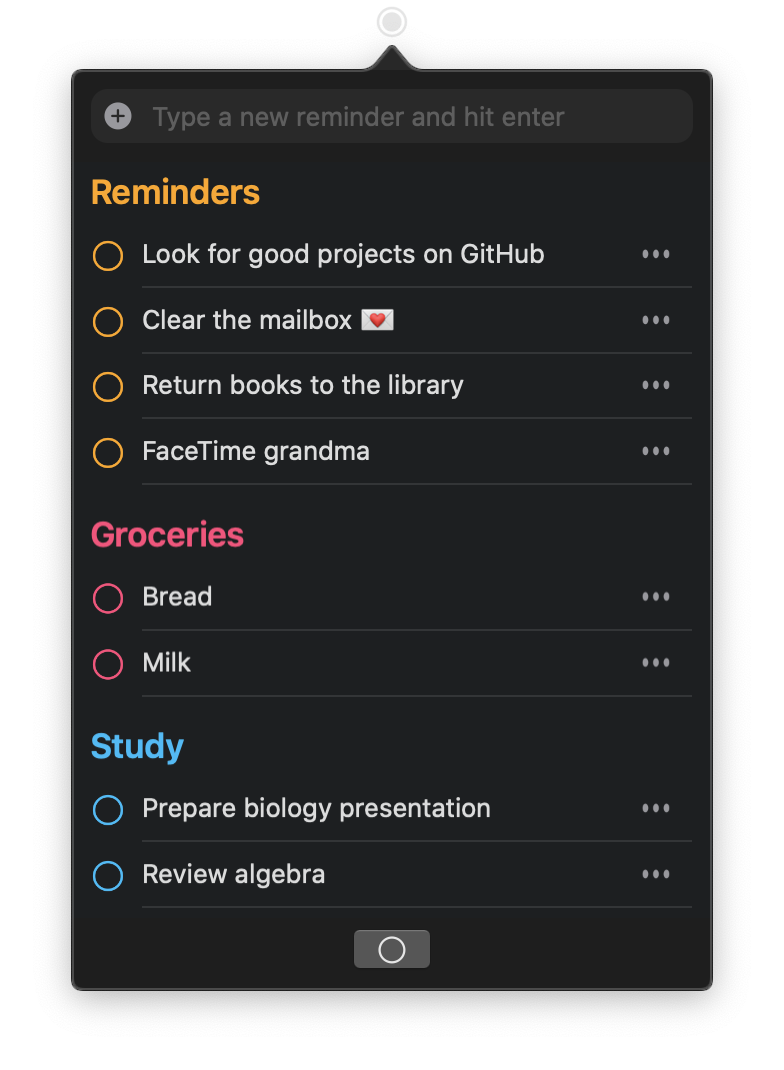 Type a new reminder and hit enter
Reminders
Look for good projects on GitHub
Clear the mailbox 💌
Return books to the library
FaceTime grandma
Groceries
Bread
Milk
Study
Prepare biology presentation
Review algebra